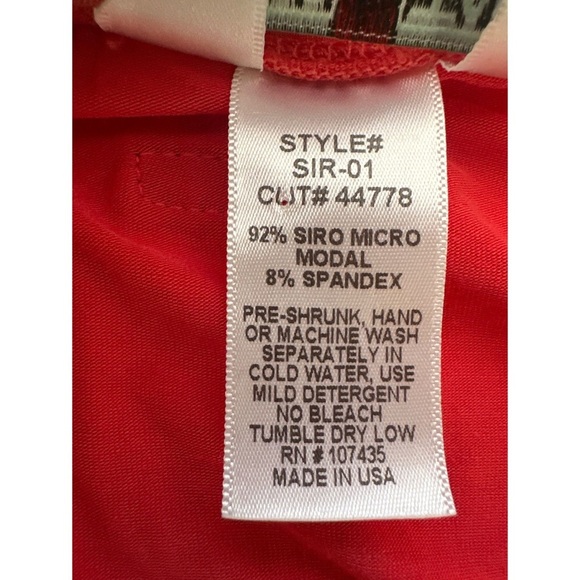 STYLE#
SIR-01
CUT# 44778
92% SIRO MICRO
MODAL
8% SPANDEX
PRE-SHRUNK, HAND
OR MACHINE WASH
SEPARATELY IN
COLD WATER, USE
MILD DETERGENT
NO BLEACH
TUMBLE DRY LOW
RN # 107435
MADE IN USA